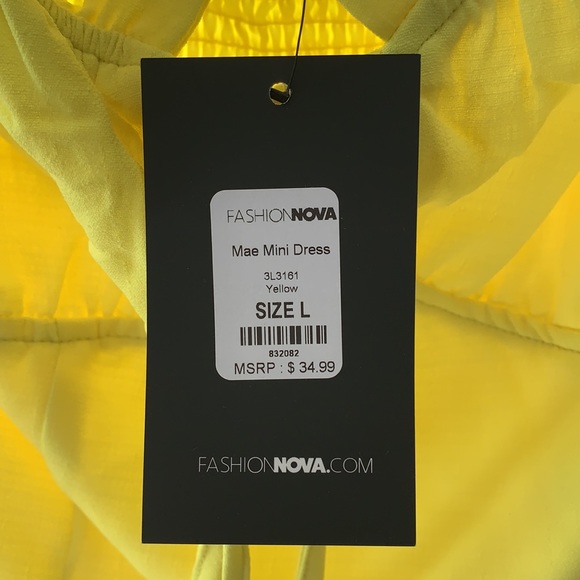 FASHIONNOVA
Mae Mini Dress
3L3161
Yellow
SIZE L
832082
MSRP : $ 34.99
FASHIONNOVA.COM